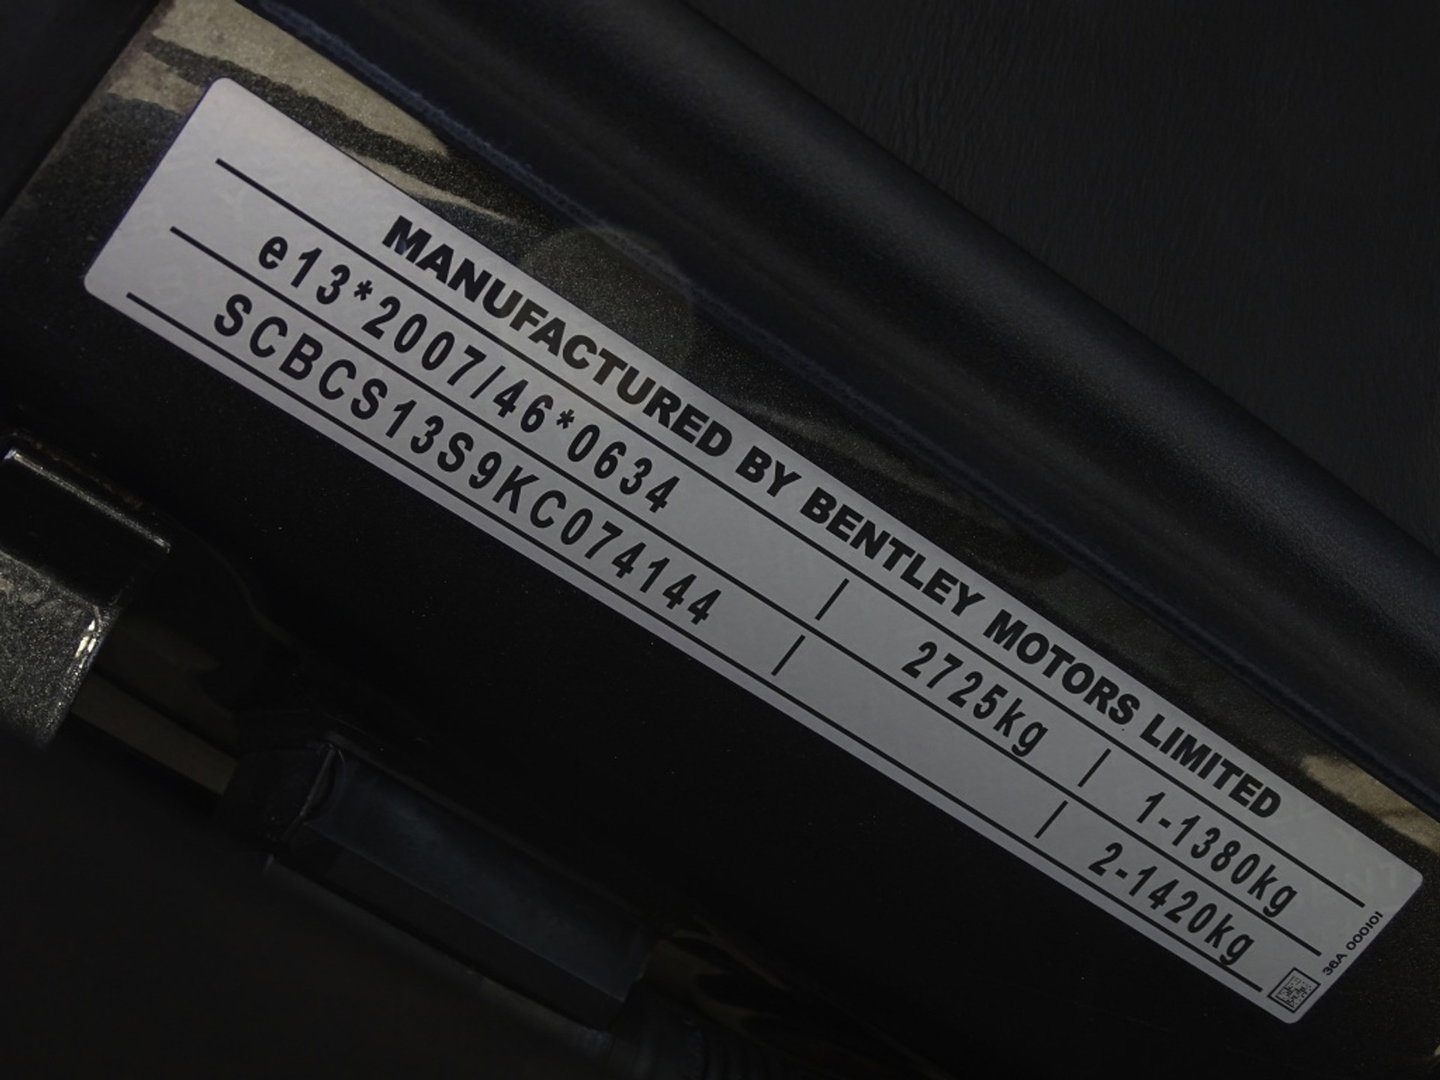 MANUFACTURED BY BENTLEY MOTORS LIMITED
e13*2007/46*0634 | 2725kg | 1-1380kg
SCBCS13S9KC074144 | | 2-1420kg
36A 000101